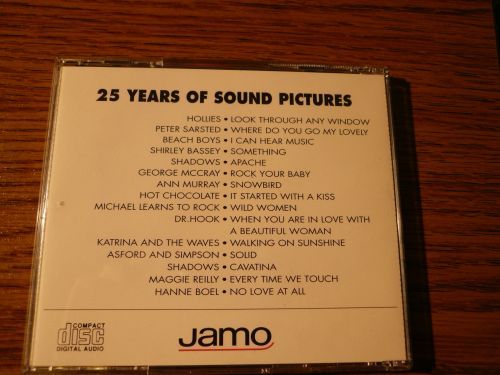 25 YEARS OF SOUND PICTURES
HOLLIES • LOOK THROUGH ANY WINDOW
PETER SARSTED • WHERE DO YOU GO MY LOVELY
BEACH BOYS • I CAN HEAR MUSIC
SHIRLEY BASSEY • SOMETHING
SHADOWS • APACHE
GEORGE MCCRAY • ROCK YOUR BABY
ANN MURRAY • SNOWBIRD
HOT CHOCOLATE • IT STARTED WITH A KISS
MICHAEL LEARNS TO ROCK • WILD WOMEN
DR.HOOK • WHEN YOU ARE IN LOVE WITH
A BEAUTIFUL WOMAN
KATRINA AND THE WAVES • WALKING ON SUNSHINE
ASFORD AND SIMPSON • SOLID
SHADOWS • CAVATINA
MAGGIE REILLY • EVERY TIME WE TOUCH
HANNE BOEL • NO LOVE AT ALL
COMPACT
disc
DIGITAL AUDIO
Jamo